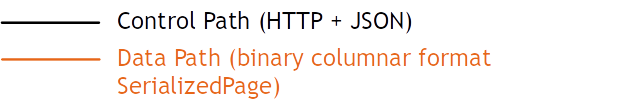 Control Path (HTTP + JSON)
Data Path (binary columnar format
SerializedPage)